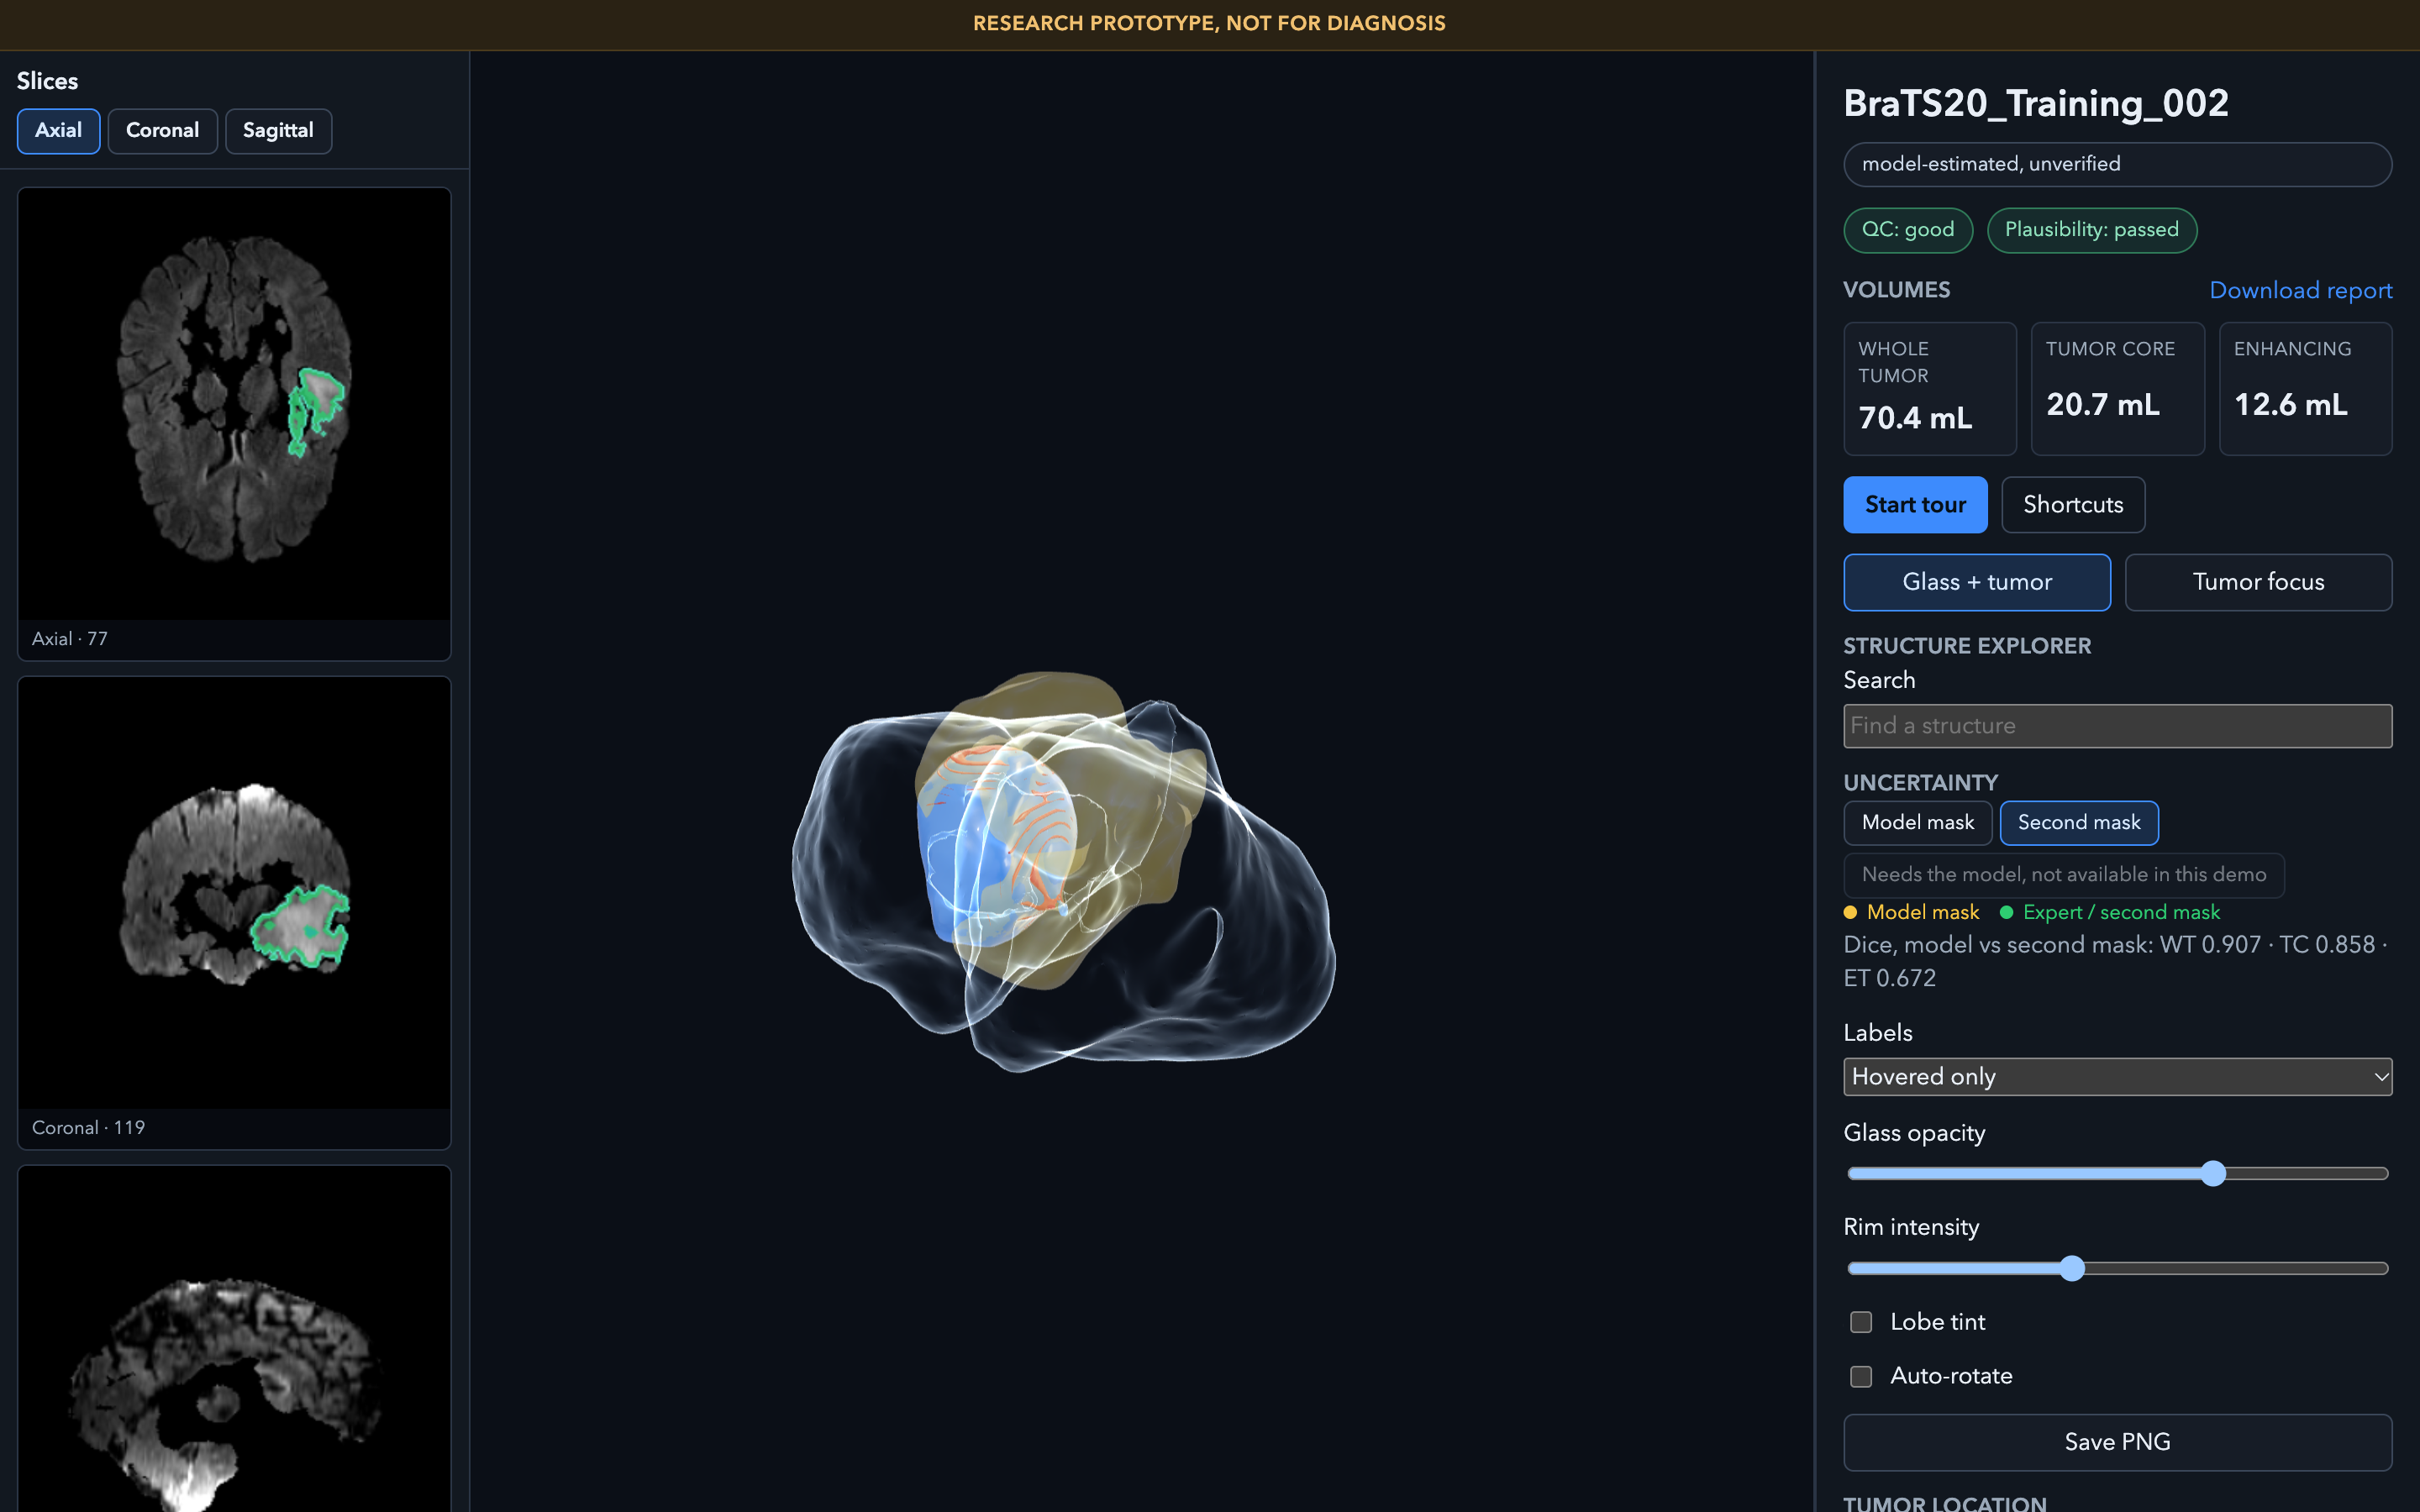 RESEARCH PROTOTYPE, NOT FOR DIAGNOSIS
Slices
Axial
Coronal
Sagittal
Axial · 77
Coronal · 119
BraTS20_Training_002
model-estimated, unverified
QC: good
Plausibility: passed
VOLUMES
Download report
WHOLE
TUMOR
70.4 mL
TUMOR CORE
20.7 mL
ENHANCING
12.6 mL
Start tour
Shortcuts
Glass + tumor
Tumor focus
STRUCTURE EXPLORER
Search
Find a structure
UNCERTAINTY
Model mask
Second mask
Needs the model, not available in this demo
Model mask
Expert / second mask
Dice, model vs second mask: WT 0.907 · TC 0.858 ·
ET 0.672
Labels
Hovered only
Glass opacity
Rim intensity
Lobe tint
Auto-rotate
Save PNG
TUMOR LOCATION